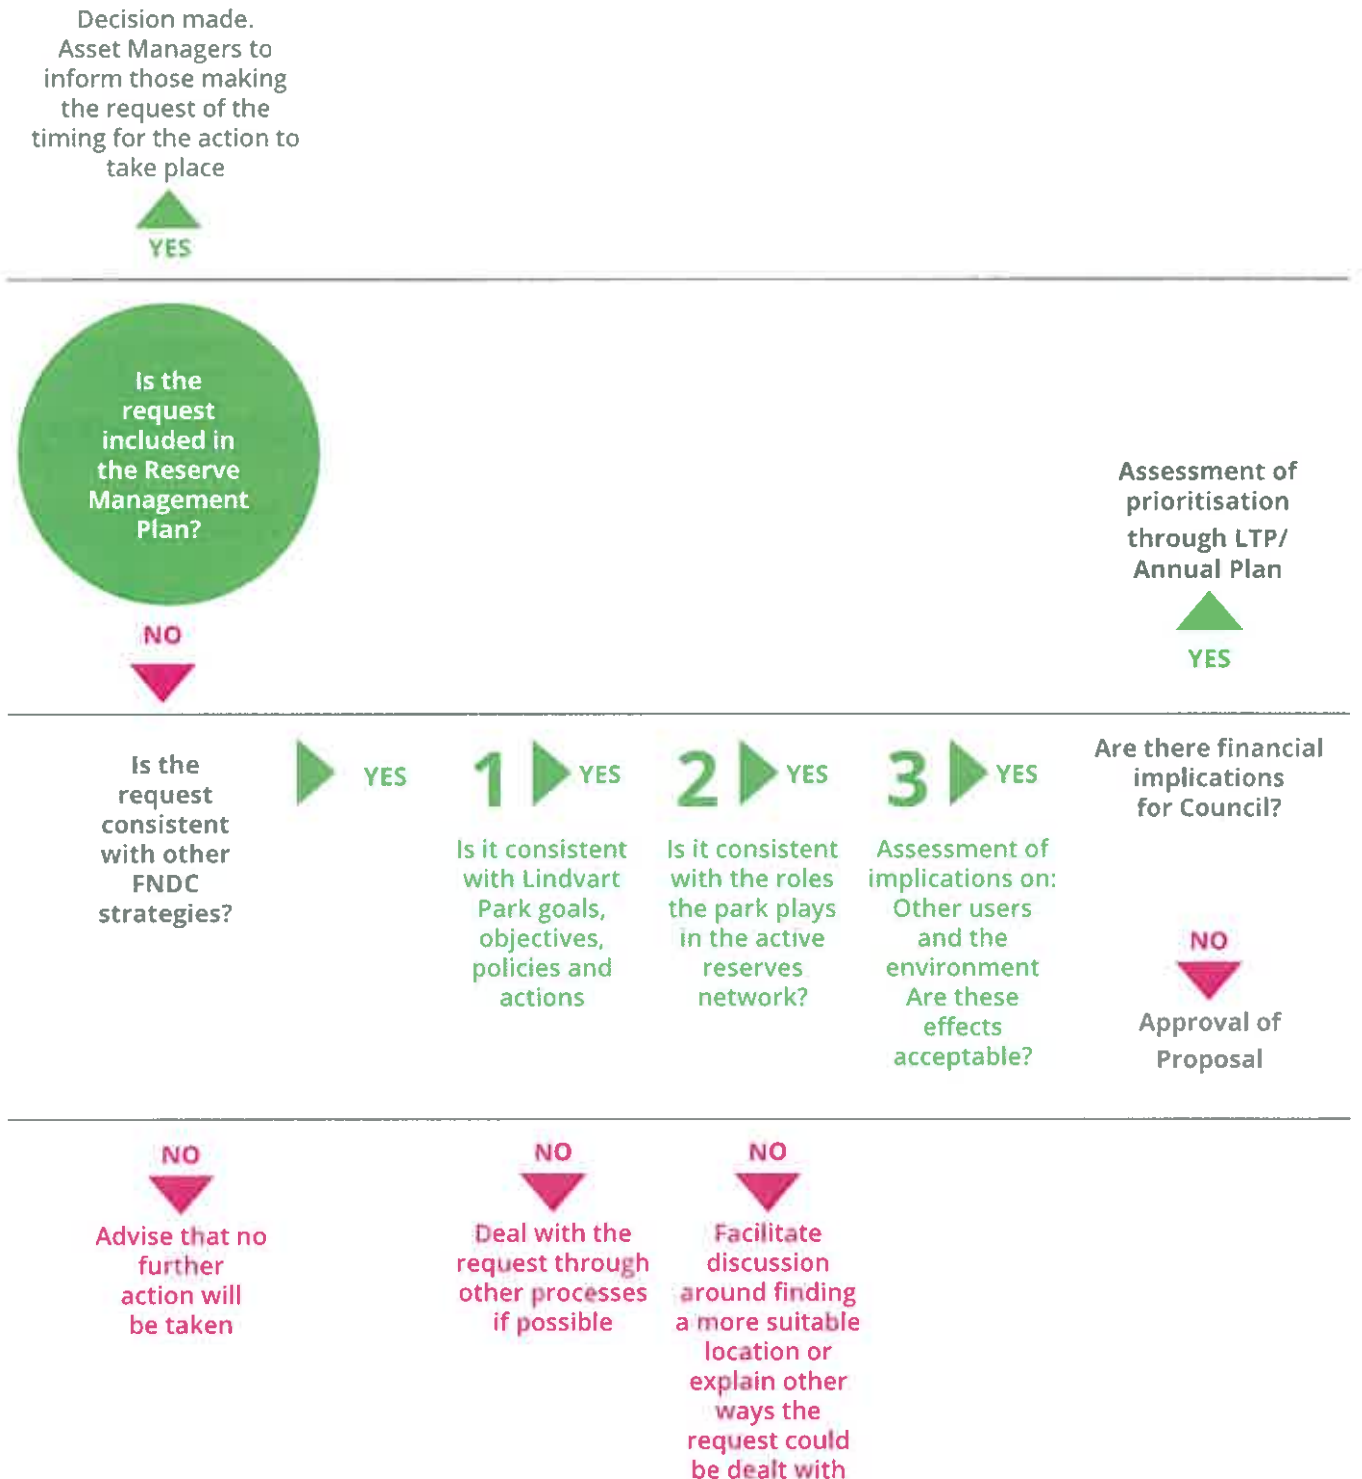 Decision made.
Asset Managers to
inform those making
the request of the
timing for the action to
take place
YES
Is the
request
included in
the Reserve
Management
Plan?
NO
Assessment of
prioritisation
through LTP/
Annual Plan
YES
Is the
request
consistent
with other
FNDC
strategies?
YES
1 YES
Is it consistent
with Lindvart
Park goals,
objectives,
policies and
actions
2 YES
Is it consistent
with the roles
the park plays
in the active
reserves
network?
3 YES
Assessment of
implications on:
Other users
and the
environment
Are these
effects
acceptable?
Are there financial
implications
for Council?
NO
Approval of
Proposal
NO
Advise that no
further
action will
be taken
NO
Deal with the
request through
other processes
if possible
NO
Facilitate
discussion
around finding
a more suitable
location or
explain other
ways the
request could
be dealt with